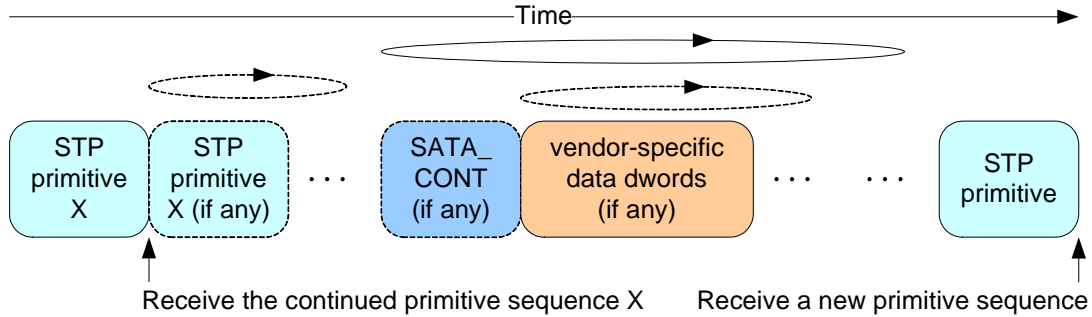 Time
STP
primitive
X
STP
primitive
X (if any)
. . .
SATA_
CONT
(if any)
vendor-specific
data dwords
(if any)
. . .
. . .
STP
primitive
Receive the continued primitive sequence X
Receive a new primitive sequence